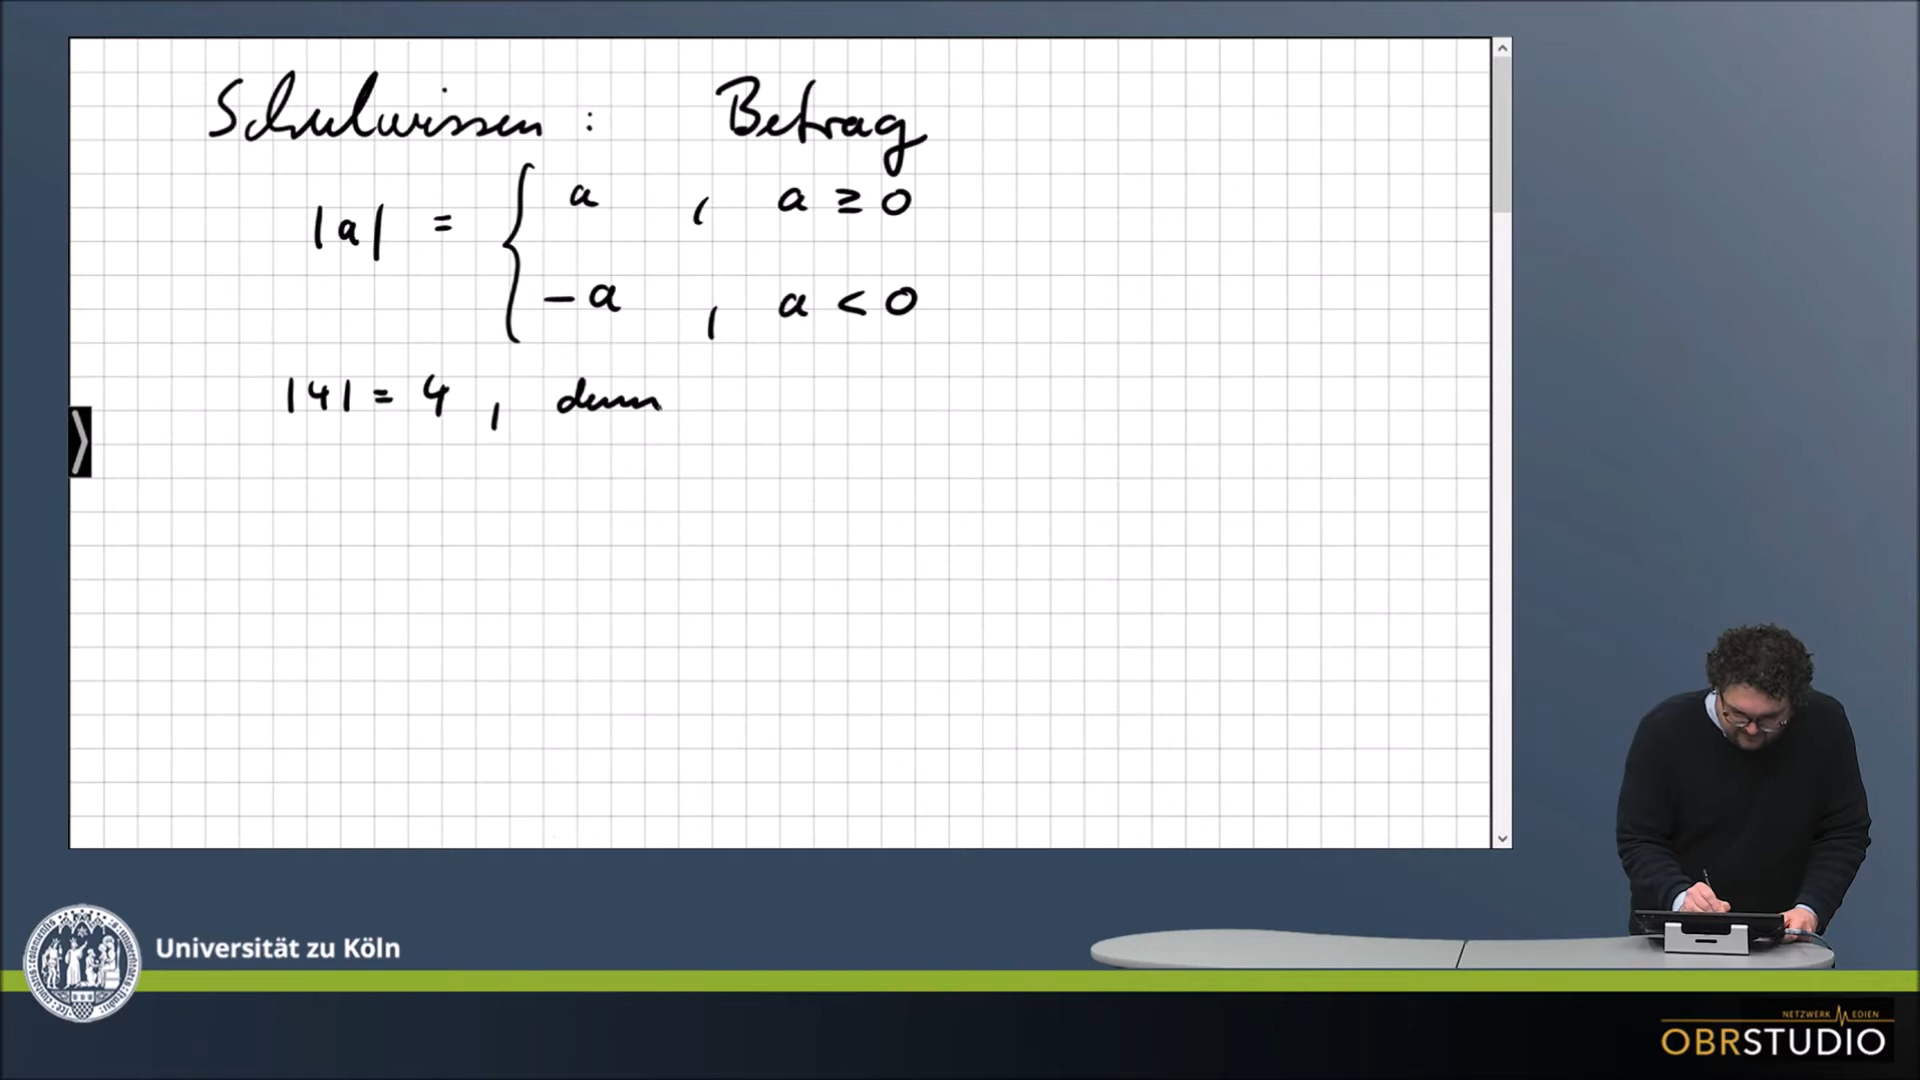 Schulwissen : Betrag
|a| = { a , a ≥ 0
-a , a < 0
|4| = 4 , denn
Universität zu Köln
NETZWERK MEDIEN
OBRSTUDIO